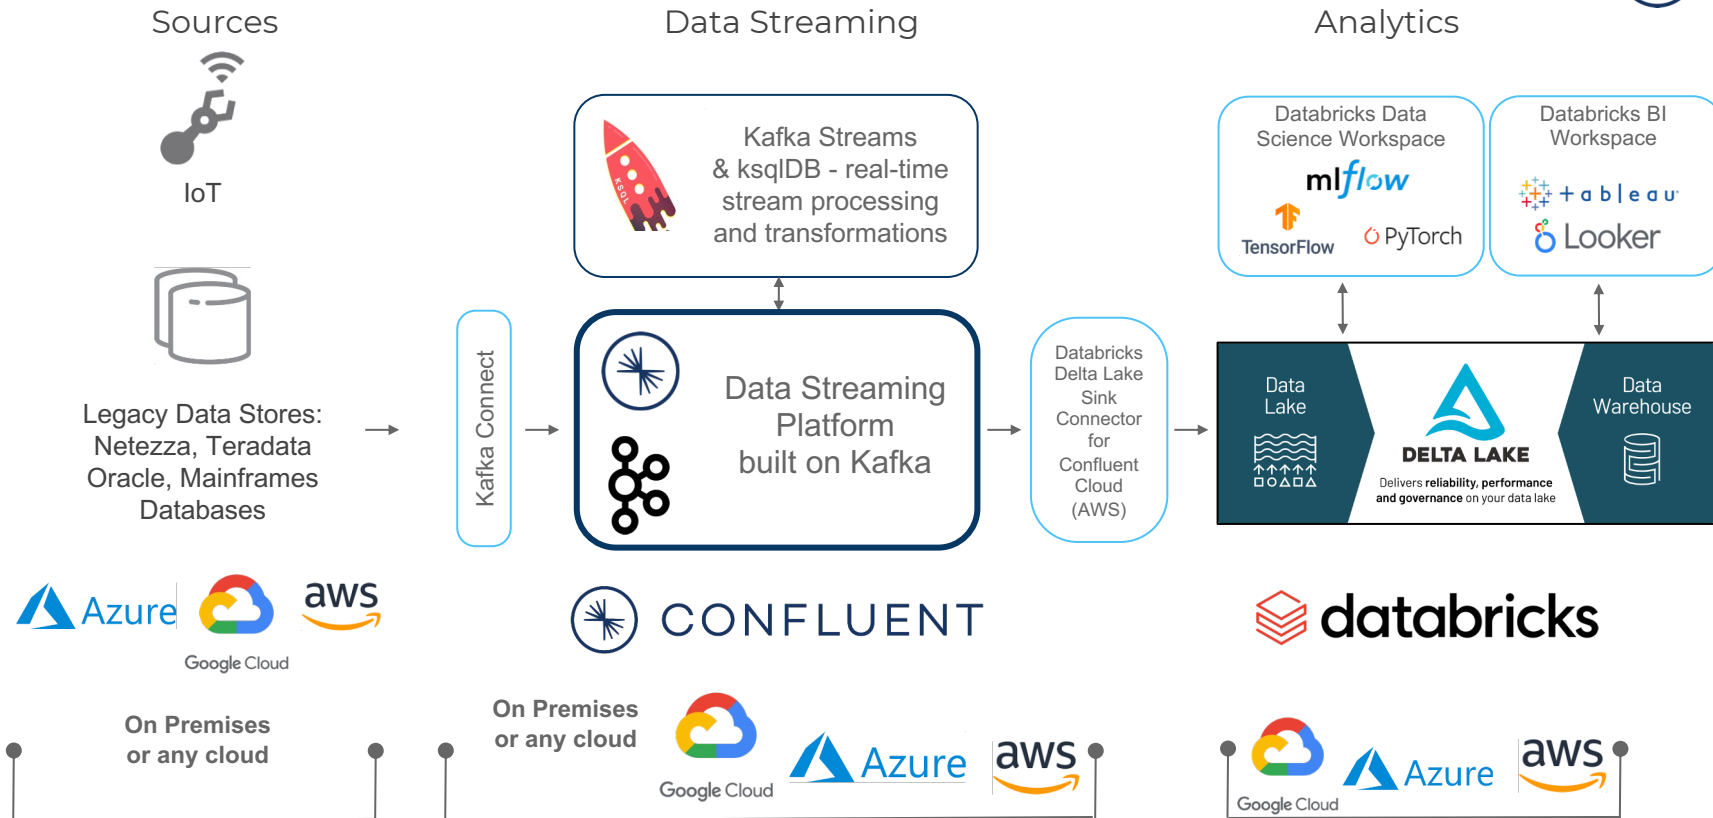 Sources
Data Streaming
Analytics
IoT
Legacy Data Stores:
Netezza, Teradata
Oracle, Mainframes
Databases
Azure
Google Cloud
aws
On Premises
or any cloud
Kafka Connect
KSQL
Kafka Streams
& ksqlDB - real-time
stream processing
and transformations
Data Streaming
Platform
built on Kafka
CONFLUENT
On Premises
or any cloud
Google Cloud
Azure
aws
Databricks
Delta Lake
Sink
Connector
for
Confluent
Cloud
(AWS)
Databricks Data
Science Workspace
mlflow
TensorFlow
PyTorch
Databricks BI
Workspace
+ableau
Looker
Data
Lake
DELTA LAKE
Delivers reliability, performance
and governance on your data lake
Data
Warehouse
databricks
Google Cloud
Azure
aws